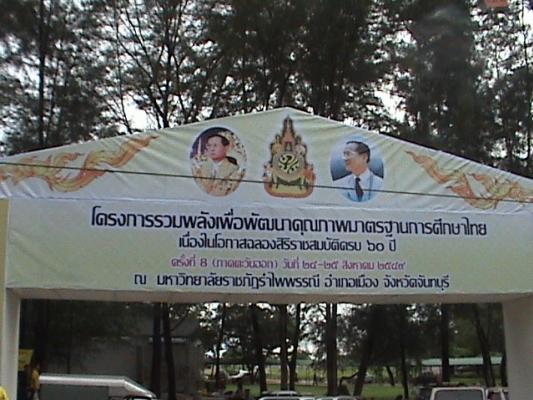 โครงการรวมพลังเพื่อพัฒนาคุณภาพมาตรฐานการศึกษาไทย
เนื่องในโอกาสฉลองสิริราชสมบัติครบ ๖๐ ปี
ครั้งที่ 8 (ภาคตะวันออก) วันที่ ๒๔-๒๕ สิงหาคม ๒๕๔๙
ณ มหาวิทยาลัยราชภัฏรำไพพรรณี อำเภอเมือง จังหวัดจันทบุรี